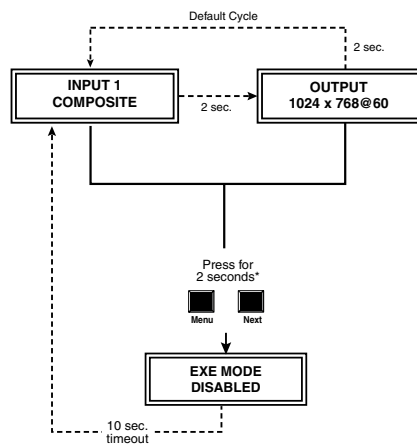 Default Cycle
2 sec.
INPUT 1
COMPOSITE
2 sec.
OUTPUT
1024 x 768@60
Press for
2 seconds*
Menu
Next
EXE MODE
DISABLED
10 sec.
timeout